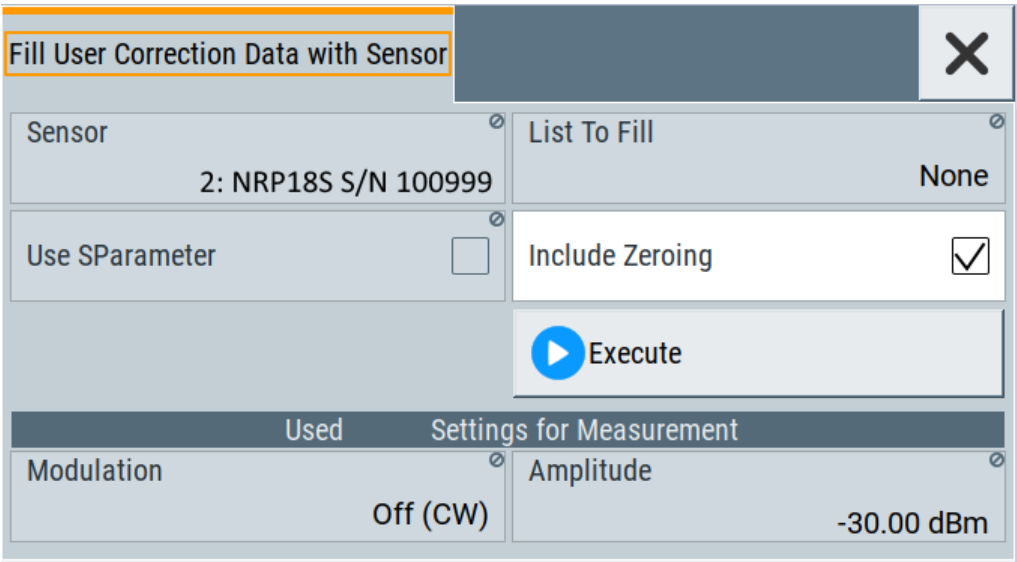 Fill User Correction Data with Sensor
Sensor
2: NRP18S S/N 100999
List To Fill
None
Use SParameter
Include Zeroing
Execute
Used Settings for Measurement
Modulation
Off (CW)
Amplitude
-30.00 dBm